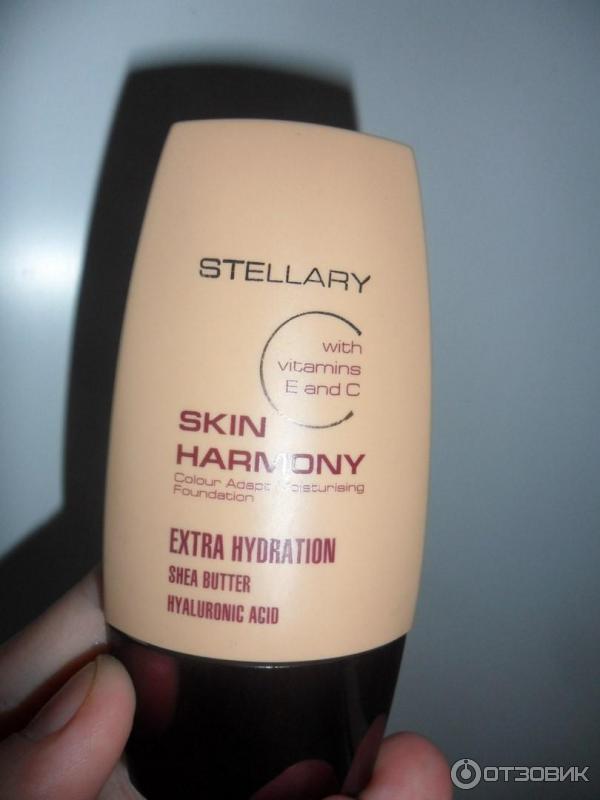 STELLARY
with
vitamins
E and C
SKIN
HARMONY
Colour Adapt Moisturising
Foundation
EXTRA HYDRATION
SHEA BUTTER
HYALURONIC ACID
ОТЗОВИК